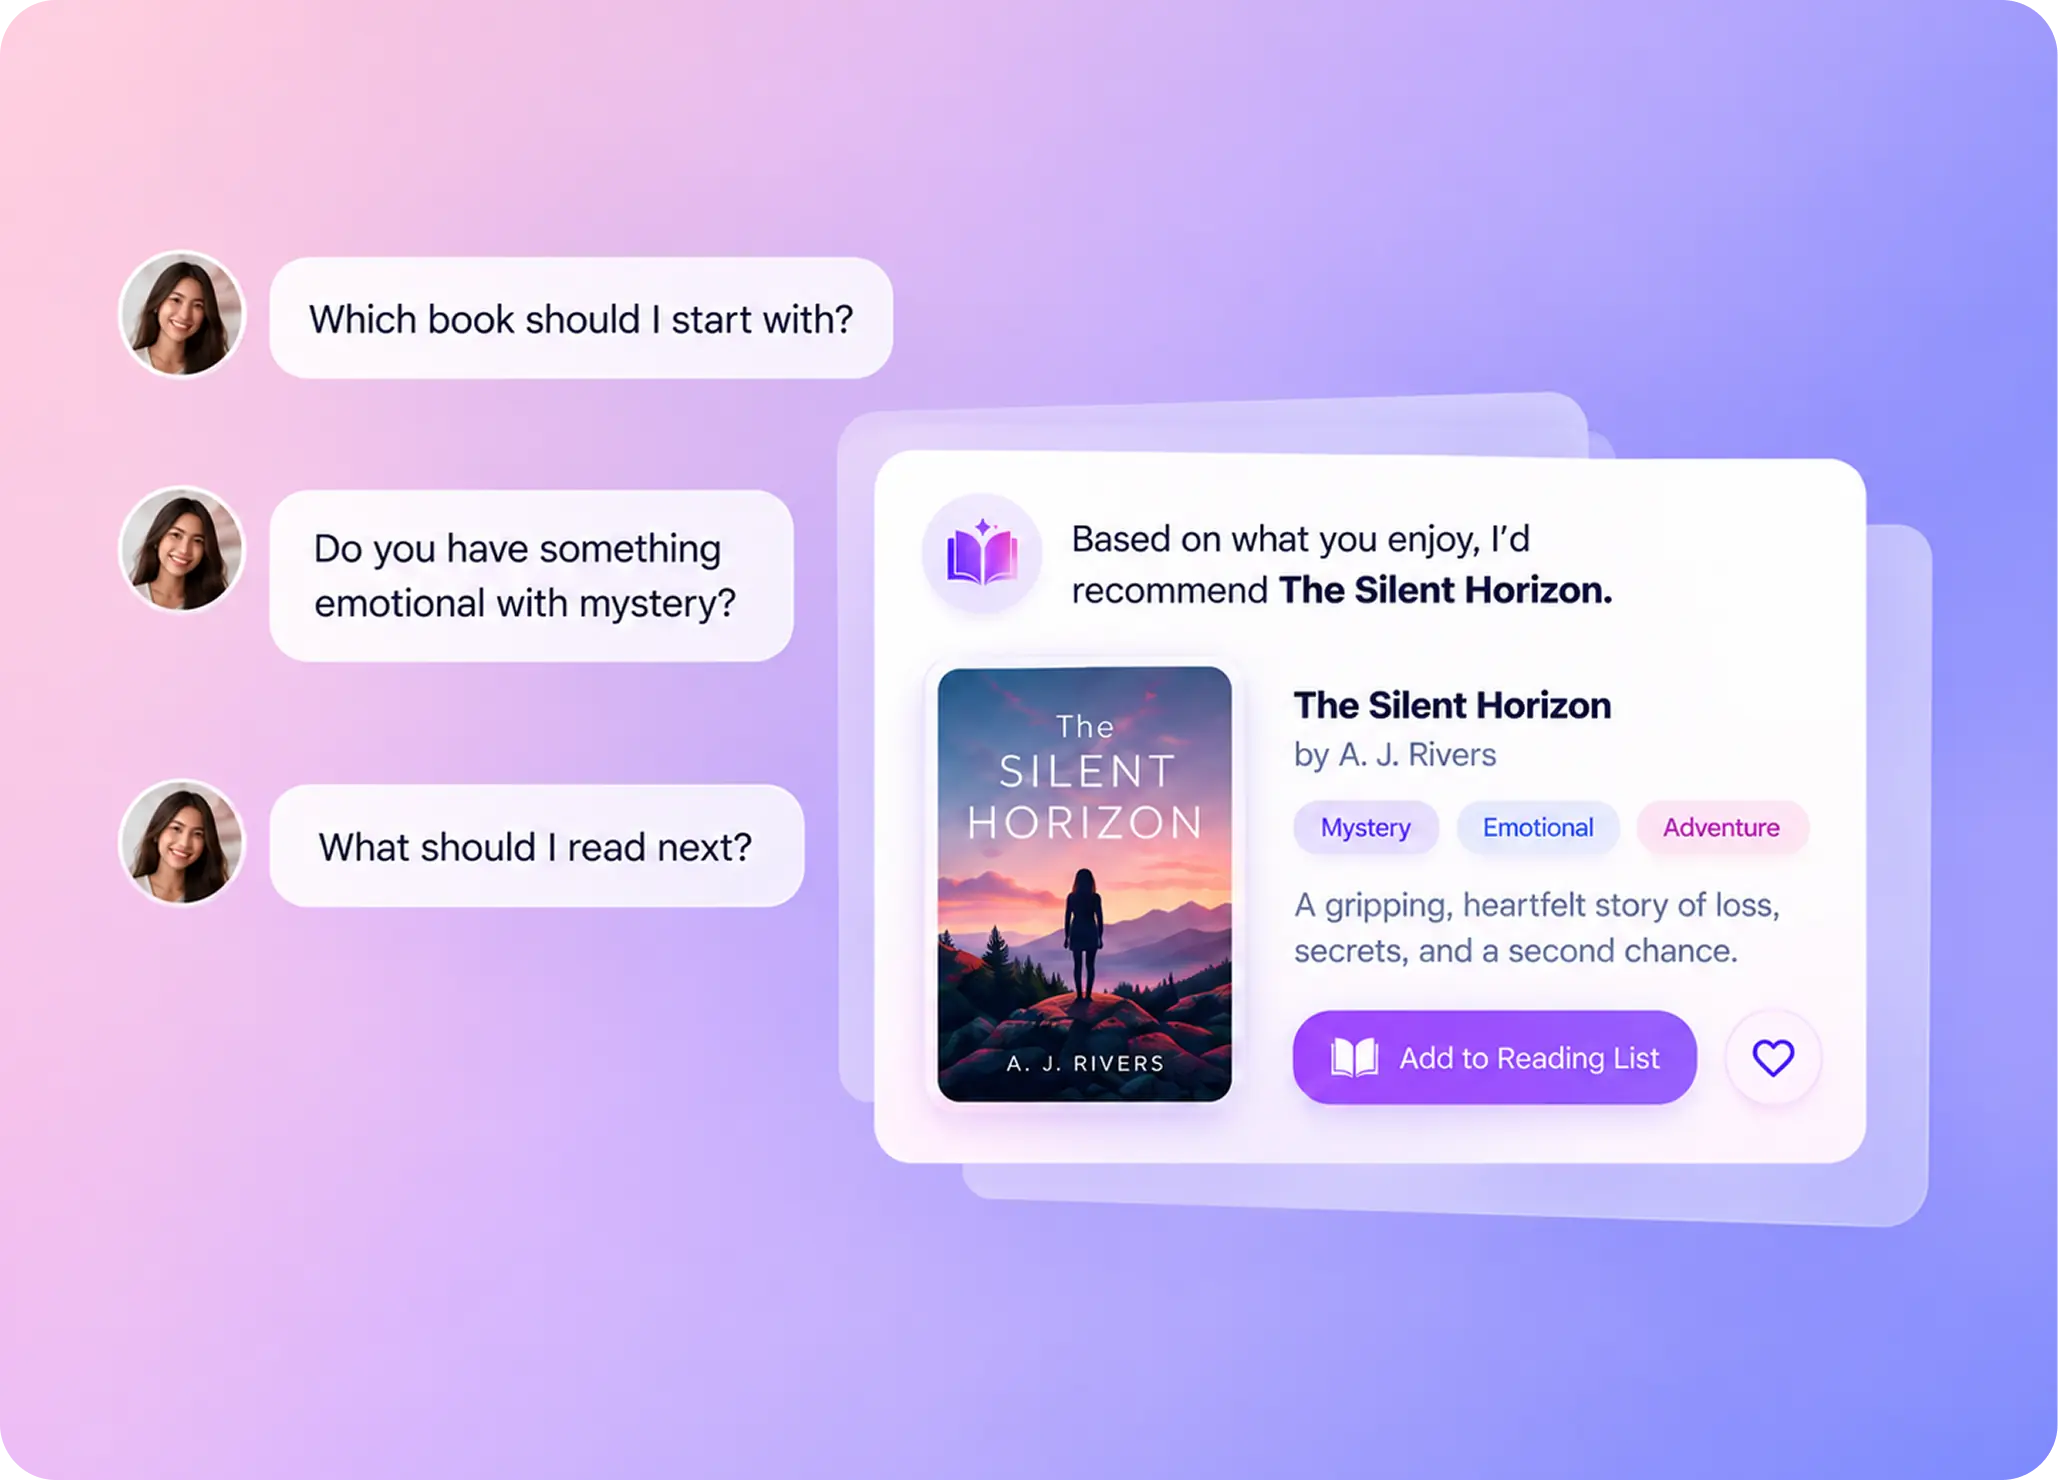 Which book should I start with?
Do you have something
emotional with mystery?
What should I read next?
Based on what you enjoy, I’d
recommend The Silent Horizon.
The
SILENT
HORIZON
A. J. RIVERS
The Silent Horizon
by A. J. Rivers
Mystery
Emotional
Adventure
A gripping, heartfelt story of loss,
secrets, and a second chance.
Add to Reading List